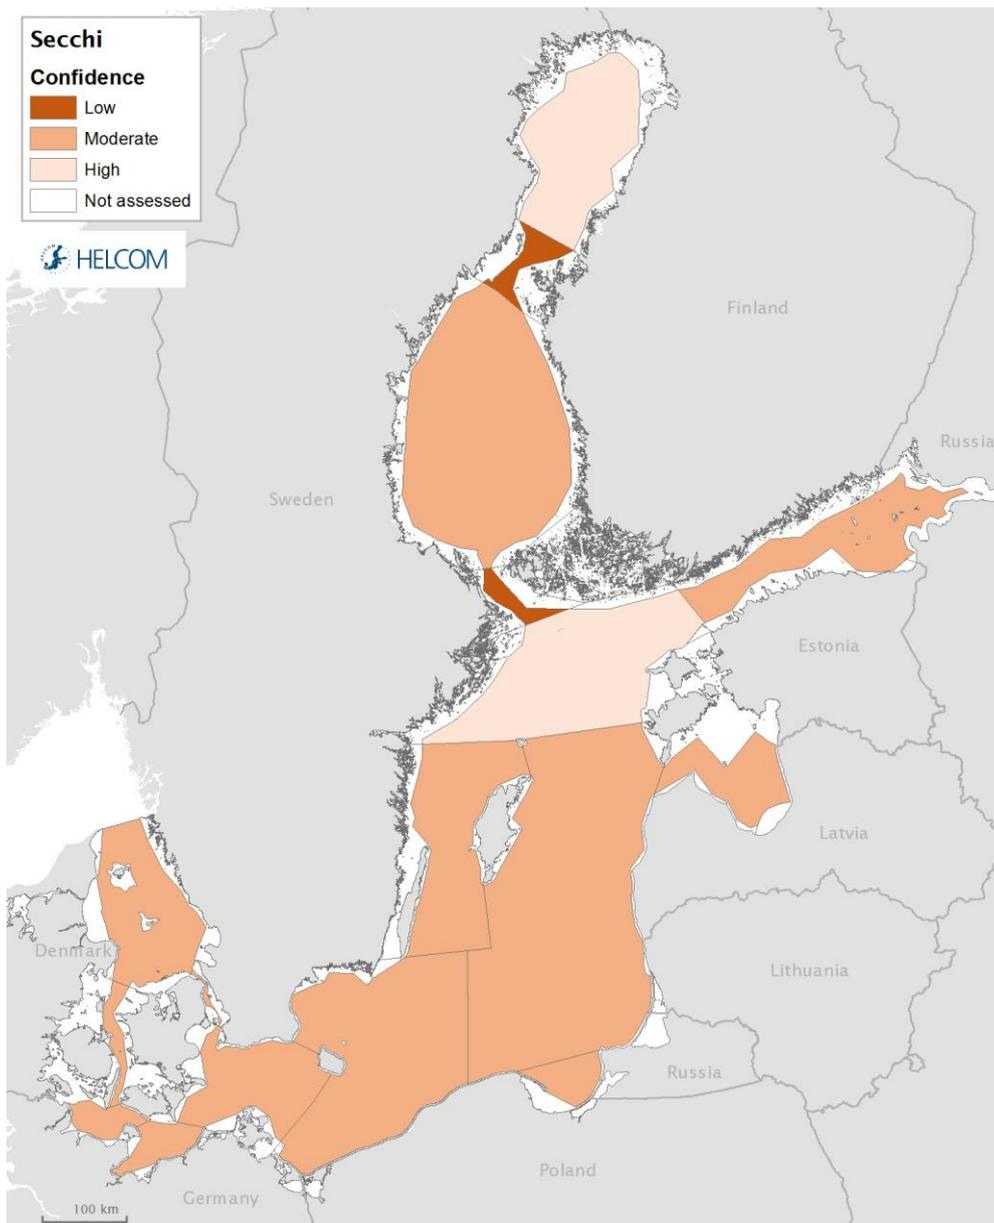 Secchi
Confidence
Low
Moderate
High
Not assessed
HELCOM
Finland
Russia
Sweden
Estonia
Latvia
Denmark
Lithuania
Russia
Poland
Germany
100 km